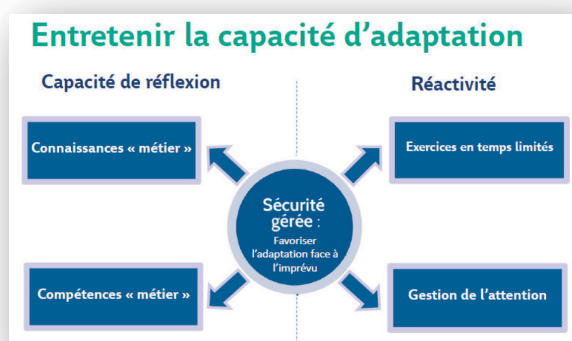 Entretenir la capacité d’adaptation
Capacité de réflexion
Réactivité
Connaissances « métier »
Exercices en temps limités
Sécurité
gérée :
Favoriser
l’adaptation face à
l’imprévu
Compétences « métier »
Gestion de l’attention